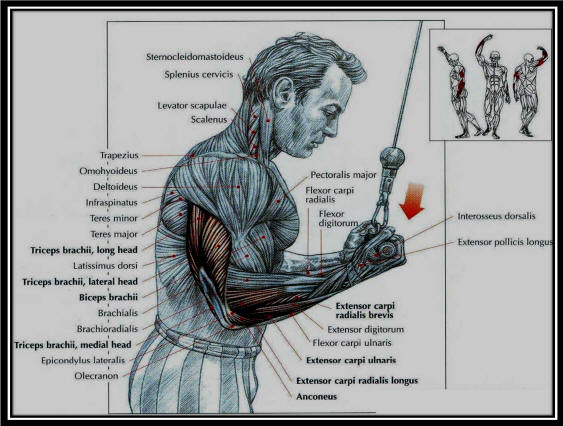 Sternocleidomastoideus
Splenius cervicis
Levator scapulae
Scalenus
Trapezius
Omohyoideus
Deltoideus
Infraspinatus
Teres minor
Teres major
Triceps brachii, long head
Latissimus dorsi
Triceps brachii, lateral head
Biceps brachii
Brachialis
Brachioradialis
Triceps brachii, medial head
Epicondylus lateralis
Olecranon
Pectoralis major
Flexor carpi
radialis
Flexor
digitorum
Interosseus dorsalis
Extensor pollicis longus
Extensor carpi
radialis brevis
Extensor digitorum
Flexor carpi ulnaris
Extensor carpi ulnaris
Extensor carpi radialis longus
Anconeus